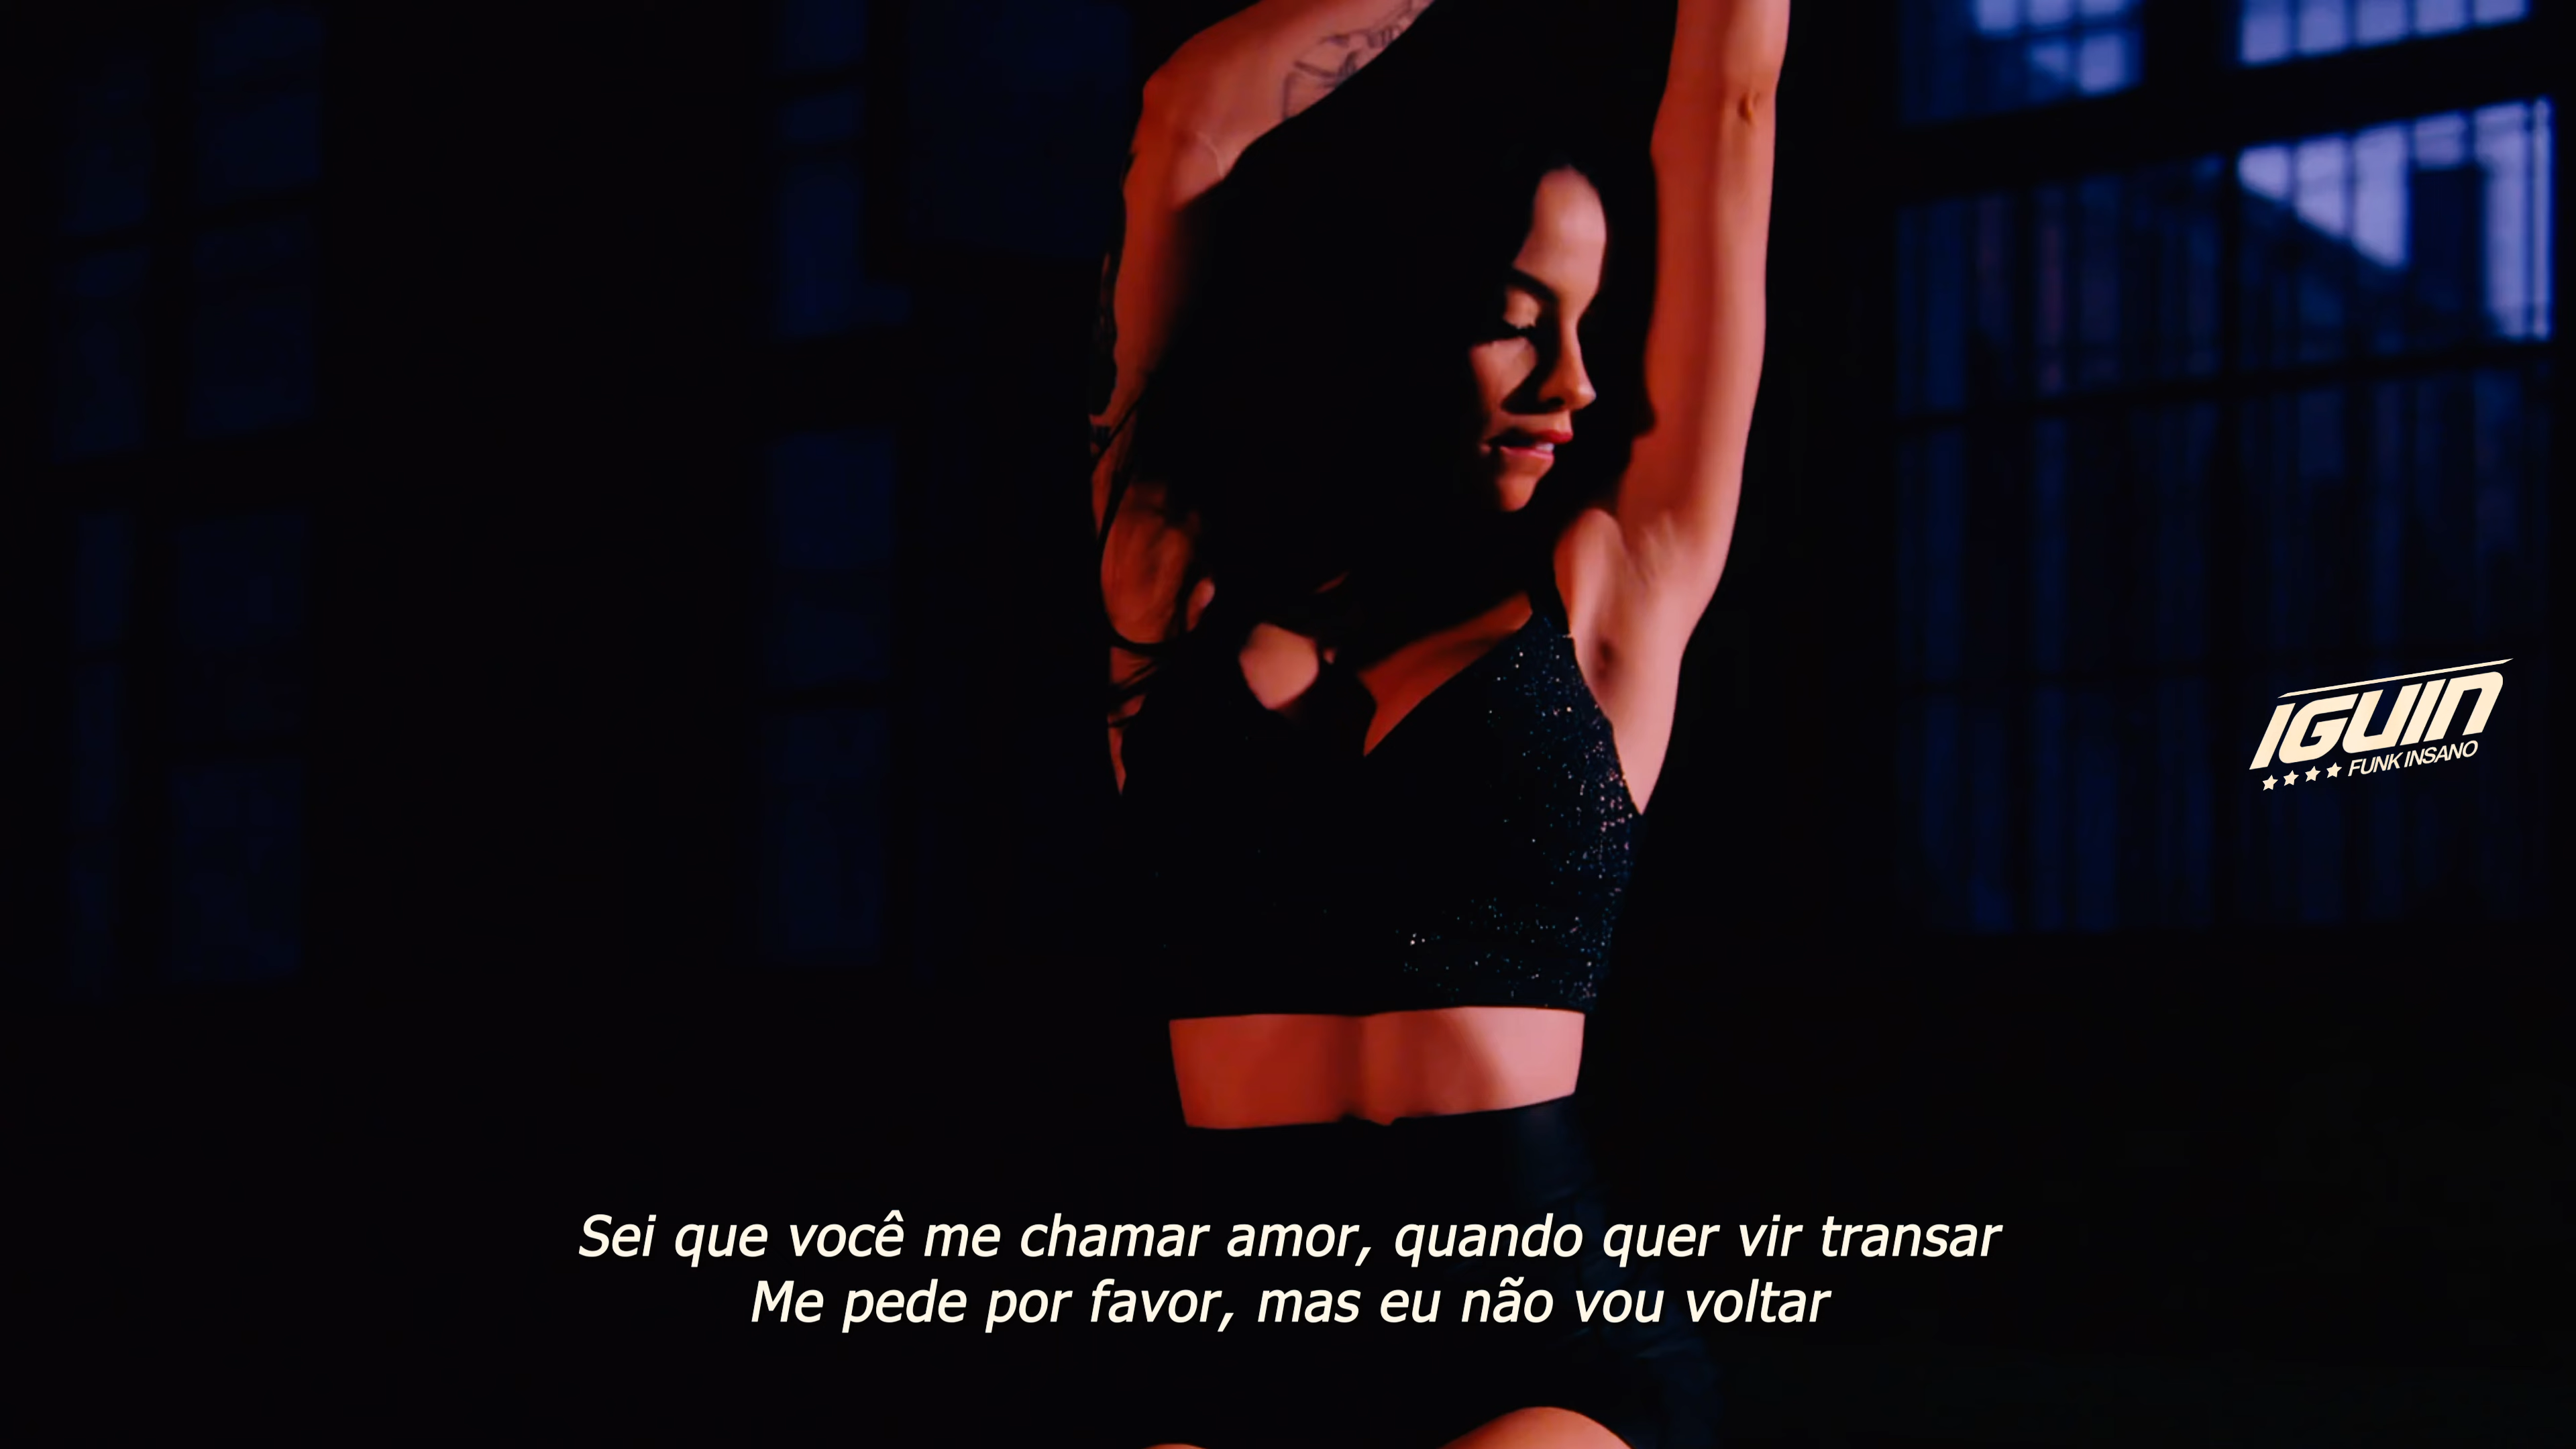 IGUIN
FUNK INSANO
Sei que você me chamar amor, quando quer vir transar
Me pede por favor, mas eu não vou voltar